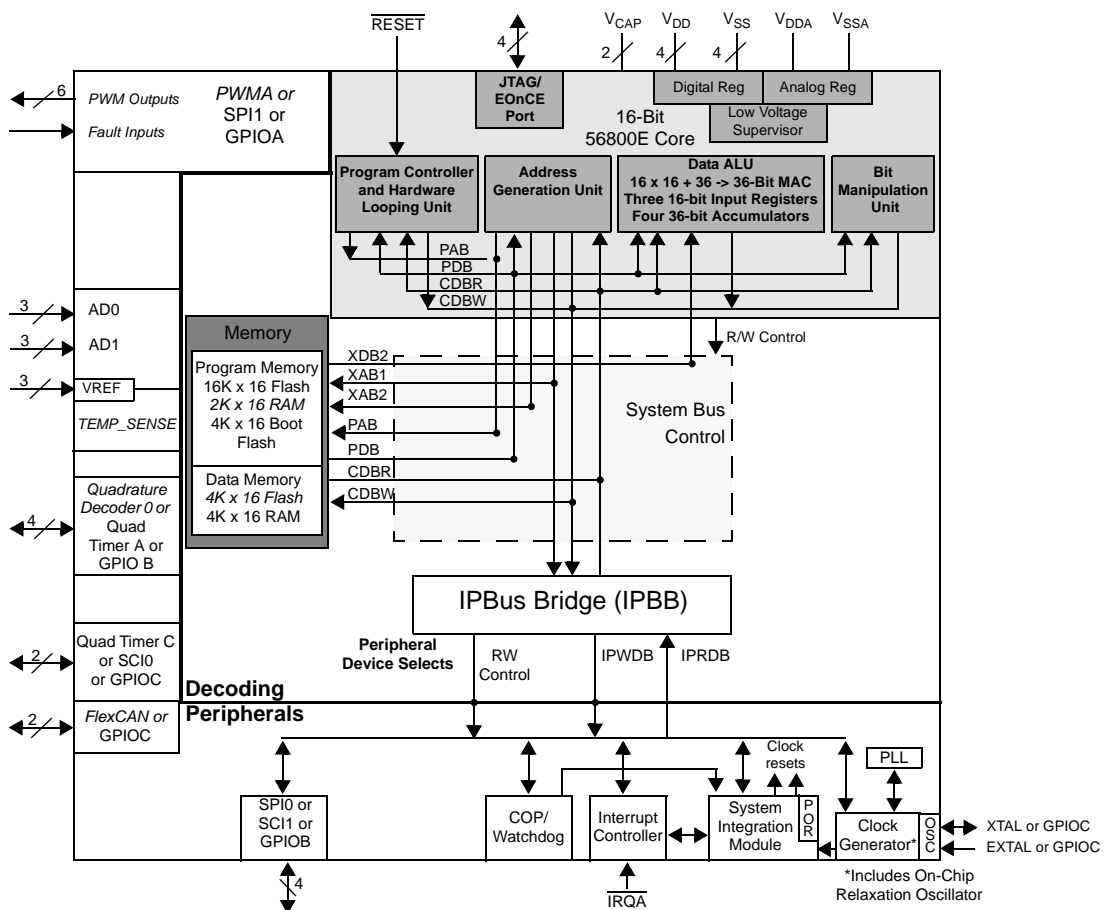 RESET
4
VCAP
VDD
VSS
VDDA
VSSA
2
4
4
6
PWM Outputs
Fault Inputs
PWMA or
SPI1 or
GPIOA
JTAG/
EOnCE
Port
Digital Reg
Analog Reg
Low Voltage
Supervisor
16-Bit
56800E Core
Program Controller
and Hardware
Looping Unit
Address
Generation Unit
Data ALU
16 x 16 + 36 -> 36-Bit MAC
Three 16-bit Input Registers
Four 36-bit Accumulators
Bit
Manipulation
Unit
PAB
PDB
CDBR
CDBW
3
AD0
3
AD1
3
VREF
TEMP_SENSE
Memory
Program Memory
16K x 16 Flash
2K x 16 RAM
4K x 16 Boot
Flash
Data Memory
4K x 16 Flash
4K x 16 RAM
XDB2
XAB1
XAB2
PAB
PDB
CDBR
CDBW
R/W Control
System Bus
Control
4
Quadrature
Decoder 0 or
Quad
Timer A or
GPIO B
IPBus Bridge (IPBB)
2
Quad Timer C
or SCI0
or GPIOC
Peripheral
Device Selects
RW
Control
IPWDB
IPRDB
Decoding
Peripherals
2
FlexCAN or
GPIOC
Clock
resets
PLL
SPI0 or
SCI1 or
GPIOB
COP/
Watchdog
Interrupt
Controller
System
Integration
Module
POR
Clock
Generator*
OSC
XTAL or GPIOC
EXTAL or GPIOC
4
IRQA
*Includes On-Chip
Relaxation Oscillator